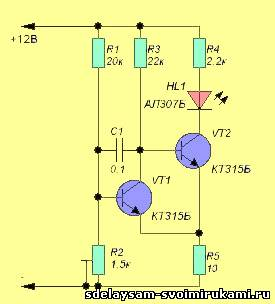 +12В
R1
20к
R3
22к
R4
2.2к
HL1
АЛ307Б
C1
0.1
VT2
КТ315Б
VT1
КТ315Б
R2
1,5к
R5
10
-
sdelaysam-svoimirukami.ru